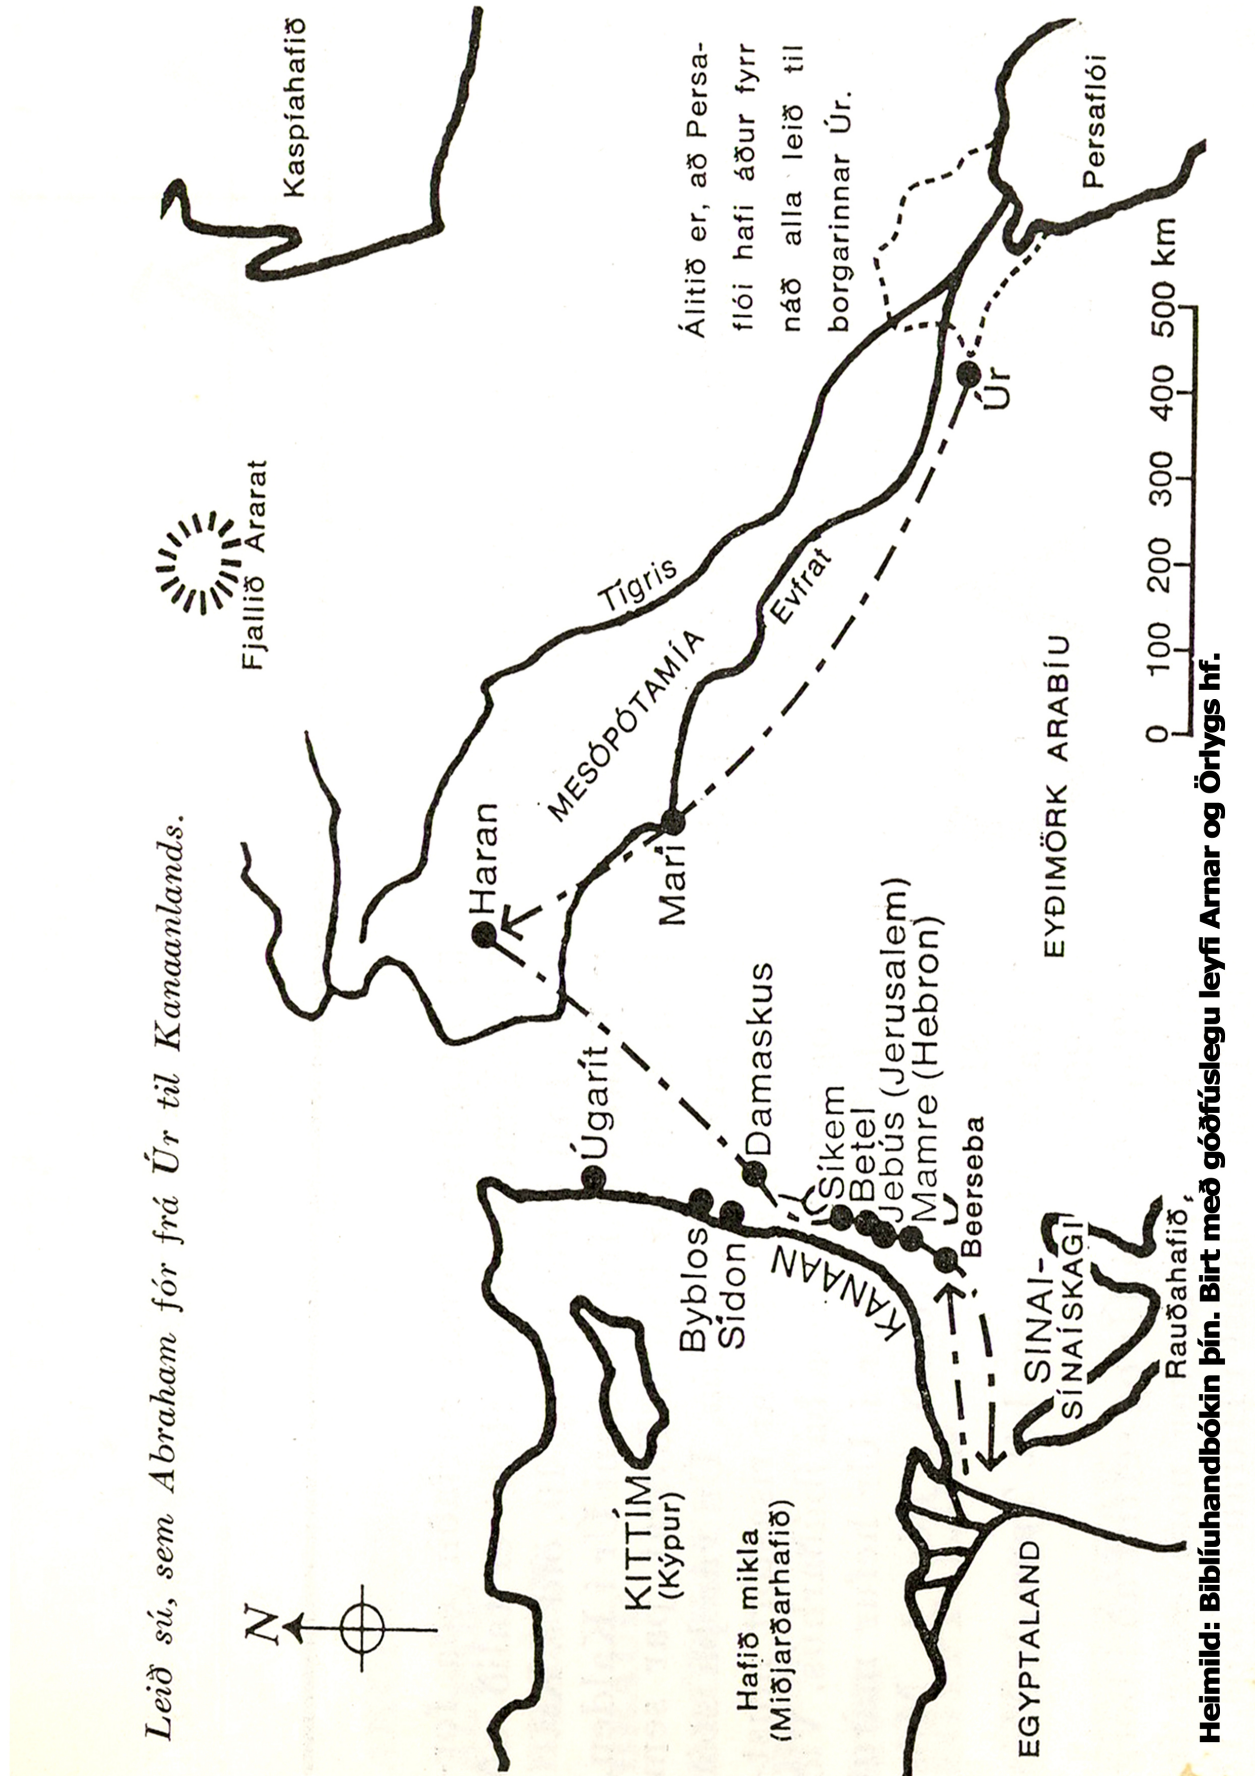 Leið sú, sem Abraham fór frá Úr til Kanaanlands.
N
Fjallið Ararat
Kaspíahafið
Álitið er, að Persa-
flói hafi áður fyrr
náð alla leið til
borgarinnar Úr.
Haran
MESÓPÓTAMÍA
Tígris
Evfrat
Mari
Úr
Persaflói
Úgarít
KITTÍM
(Kýpur)
Byblos
Sídon
Damaskus
KANAAN
Hafið mikla
(Miðjarðarhafið)
Síkem
Betel
Jebús (Jerusalem)
Mamre (Hebron)
Beerseba
EGYPTALAND
SINAI-
SÍNAÍSKAGI
Rauðahafið,
EYÐIMÖRK ARABÍU
0 100 200 300 400 500 km
Heimild: Biblíuhandbókin þín. Birt með góðfúslegu leyfi Arnar og Örlygs hf.